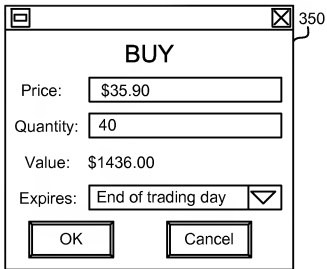 350
BUY
Price: $35.90
Quantity: 40
Value: $1436.00
Expires: End of trading day
OK Cancel